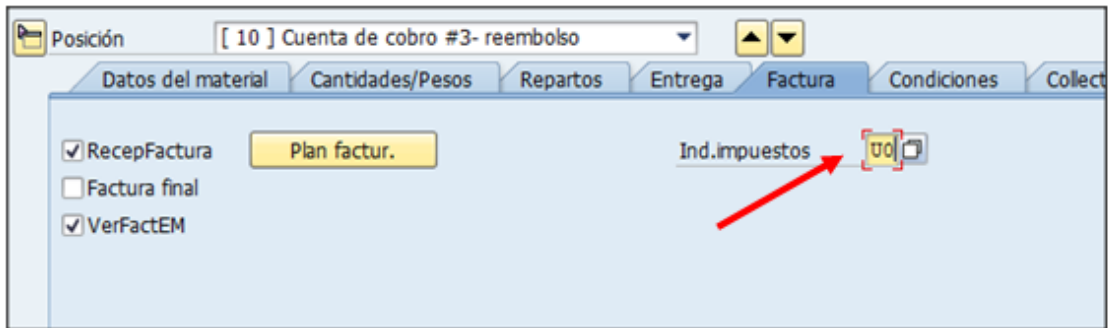 Posición [ 10 ] Cuenta de cobro #3- reembolso
Datos del material Cantidades/Pesos Repartos Entrega Factura Condiciones Collect
RecepFactura Plan factur. Ind.impuestos U0
Factura final
VerFactEM